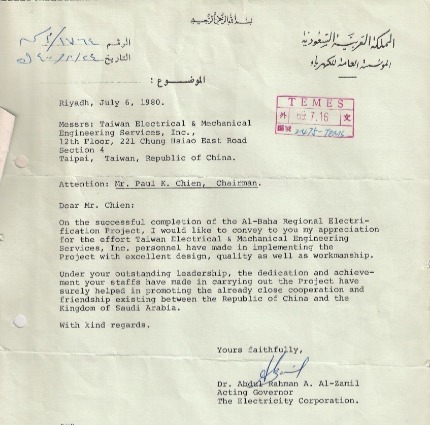 بسم الله الرحمن الرحيم
المملكة العربية السعودية
المؤسسة العامة للكهرباء
الرقم
التاريخ
الموضوع :
Riyadh, July 6, 1980.
TEMES
外 7.16 文
Messrs: Taiwan Electrical & Mechanical
Engineering Services, Inc.,
12th Floor, 221 Chung Hsiao East Road
Section 4
Taipei, Taiwan, Republic of China.
Attention: Mr. Paul K. Chien, Chairman.
Dear Mr. Chien:
On the successful completion of the Al-Baha Regional Electri-
fication Project, I would like to convey to you my appreciation
for the effort Taiwan Electrical & Mechanical Engineering
Services, Inc. personnel have made in implementing the
Project with excellent design, quality as well as workmanship.
Under your outstanding leadership, the dedication and achieve-
ment your staffs have made in carrying out the Project have
surely helped in promoting the already close cooperation and
friendship existing between the Republic of China and the
Kingdom of Saudi Arabia.
With kind regards.
Yours faithfully,
Dr. Abdul Rahman A. Al-Zamil
Acting Governor
The Electricity Corporation.